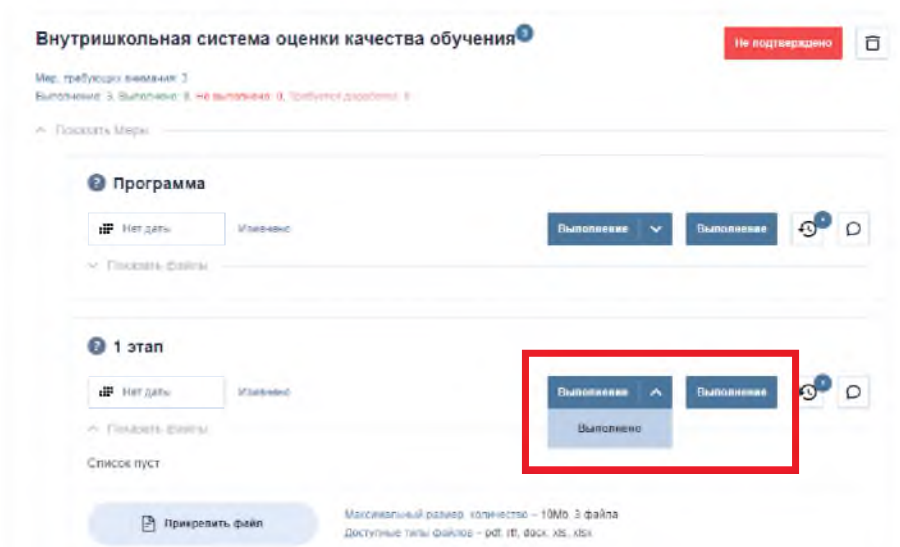 Внутришкольная система оценки качества обучения 3
Не подтверждено
Мер, требующих внимания: 3
Выполнение: 3, Выполнено: 0, Не выполнено: 0, Требуется доработка: 0
Показать Меры
? Программа
Нет даты Изменено Выполнение Выполнение
Показать файлы
? 1 этап
Нет даты Изменено Выполнение Выполнение
Показать файлы Выполнено
Список пуст
Прикрепить файл
Максимальный размер, количество – 10Mb, 3 файла
Доступные типы файлов – pdf, rtf, docx, xls, xlsx